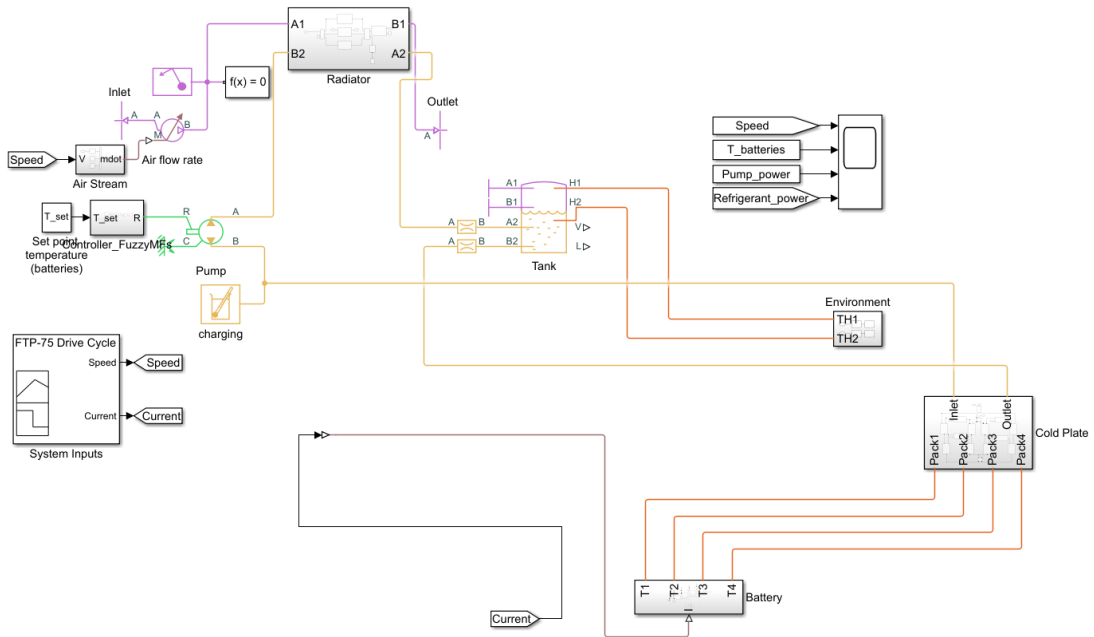 A1
B1
B2
A2
Radiator
f(x) = 0
Inlet
A
A
B
M
Air flow rate
Outlet
A
Speed
V
mdot
Air Stream
Speed
T_batteries
Pump_power
Refrigerant_power
T_set
T_set
R
R
A
C
B
Set point
temperature
(batteries)
Controller_FuzzyMFs
Pump
charging
A1
H1
B1
H2
A
B
A2
V
A
B
B2
L
Tank
Environment
TH1
TH2
FTP-75 Drive Cycle
Speed
Speed
Current
Current
System Inputs
Inlet
Outlet
Pack1
Pack2
Pack3
Pack4
Cold Plate
T1
T2
T3
T4
I
Battery
Current